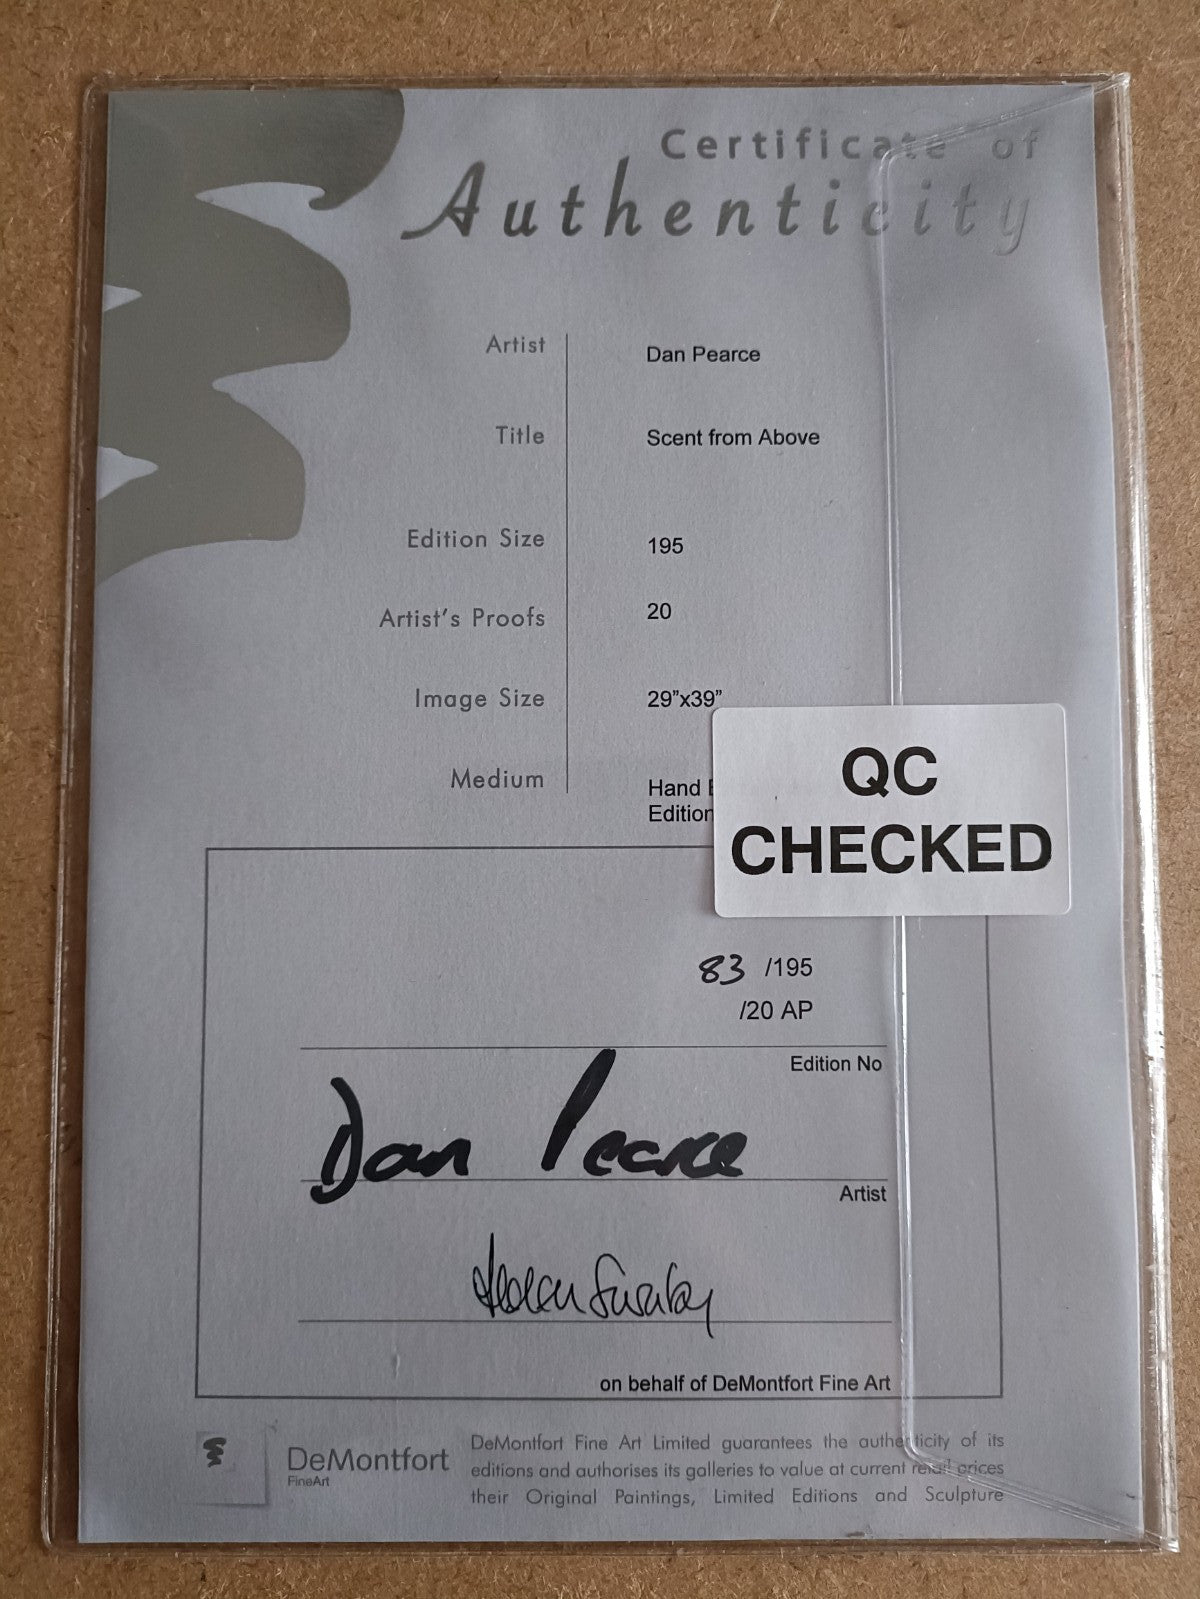 Certificate of
Authenticity
Artist Dan Pearce
Title Scent from Above
Edition Size 195
Artist's Proofs 20
Image Size 29”x39”
Medium Hand
Edition
QC
CHECKED
83 /195
/20 AP
Edition No
Dan Pearce
Artist
on behalf of DeMontfort Fine Art
DeMontfort
FineArt
DeMontfort Fine Art Limited guarantees the authenticity of its
editions and authorises its galleries to value at current retail prices
their Original Paintings, Limited Editions and Sculpture